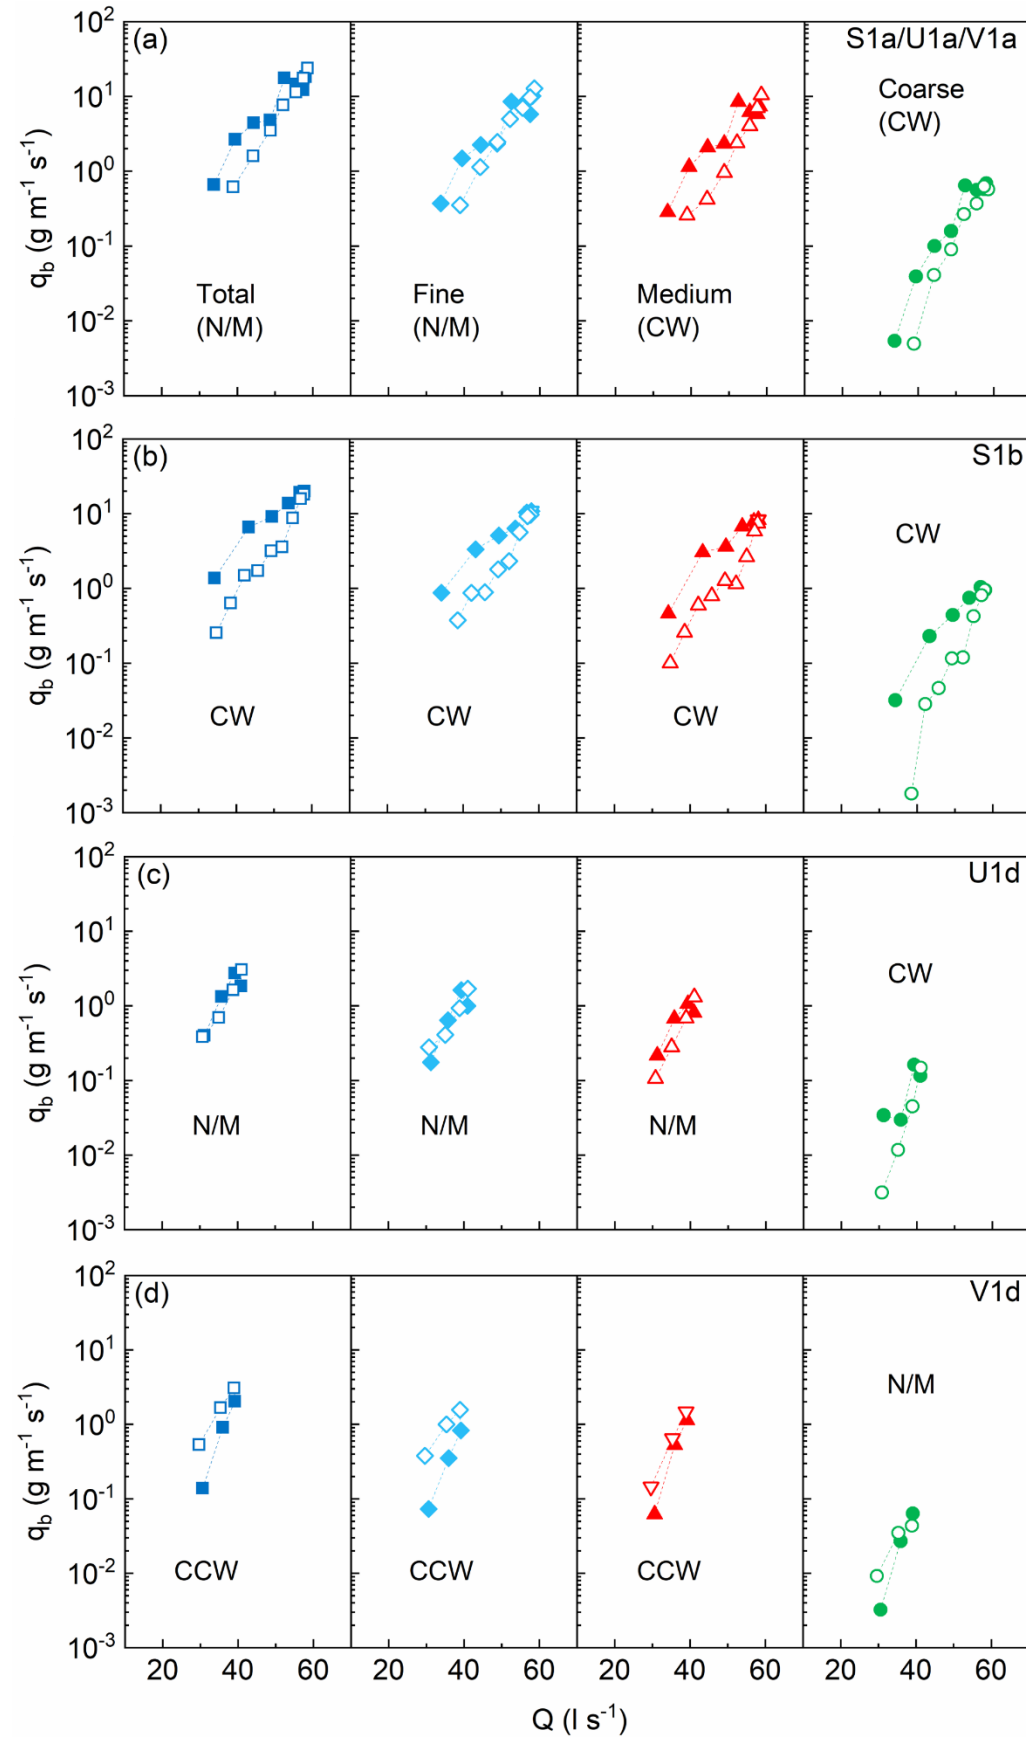 (a)
S1a/U1a/V1a
10²
10¹
10⁰
10⁻¹
10⁻²
10⁻³
q_b (g m⁻¹ s⁻¹)
Total
(N/M)
Fine
(N/M)
Medium
(CW)
Coarse
(CW)
(b)
S1b
10²
10¹
10⁰
10⁻¹
10⁻²
10⁻³
q_b (g m⁻¹ s⁻¹)
CW
CW
CW
CW
(c)
U1d
10²
10¹
10⁰
10⁻¹
10⁻²
10⁻³
q_b (g m⁻¹ s⁻¹)
N/M
N/M
N/M
CW
(d)
V1d
10²
10¹
10⁰
10⁻¹
10⁻²
10⁻³
q_b (g m⁻¹ s⁻¹)
CCW
CCW
CCW
N/M
20 40 60 20 40 60 20 40 60 20 40 60
Q (l s⁻¹)